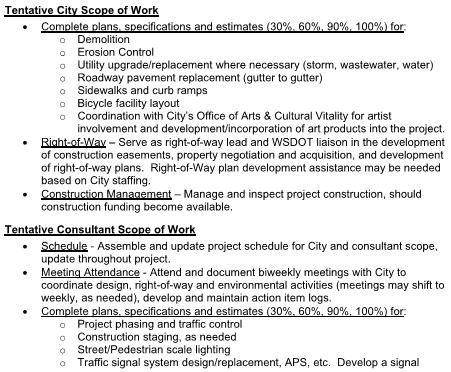 Tentative City Scope of Work
• Complete plans, specifications and estimates (30%, 60%, 90%, 100%) for:
o Demolition
o Erosion Control
o Utility upgrade/replacement where necessary (storm, wastewater, water)
o Roadway pavement replacement (gutter to gutter)
o Sidewalks and curb ramps
o Bicycle facility layout
o Coordination with City's Office of Arts & Cultural Vitality for artist
involvement and development/incorporation of art products into the project.
• Right-of-Way – Serve as right-of-way lead and WSDOT liaison in the development
of construction easements, property negotiation and acquisition, and development
of right-of-way plans. Right-of-Way plan development assistance may be needed
based on City staffing.
• Construction Management – Manage and inspect project construction, should
construction funding become available.
Tentative Consultant Scope of Work
• Schedule - Assemble and update project schedule for City and consultant scope,
update throughout project.
• Meeting Attendance - Attend and document biweekly meetings with City to
coordinate design, right-of-way and environmental activities (meetings may shift to
weekly, as needed), develop and maintain action item logs.
• Complete plans, specifications and estimates (30%, 60%, 90%, 100%) for:
o Project phasing and traffic control
o Construction staging, as needed
o Street/Pedestrian scale lighting
o Traffic signal system design/replacement, APS, etc. Develop a signal